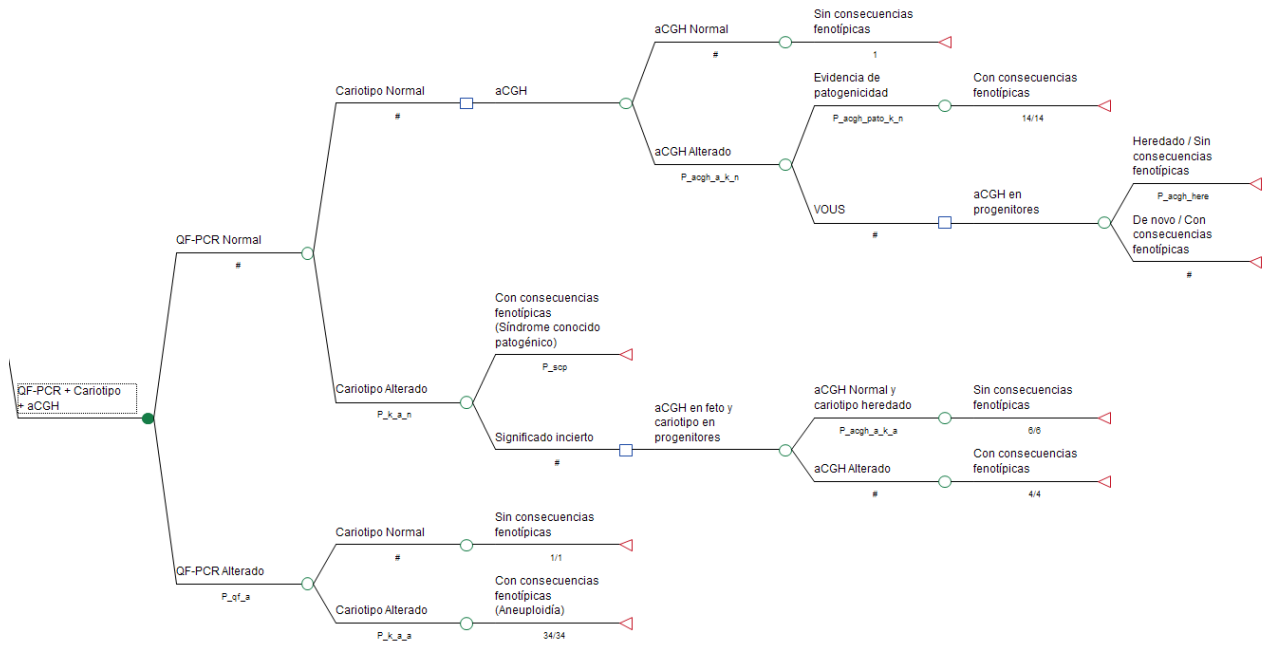 QF-PCR + Cariotipo
+ aCGH
QF-PCR Normal
#
Cariotipo Normal
#
aCGH
aCGH Normal
#
Sin consecuencias
fenotípicas
1
aCGH Alterado
P_acgh_a_k_n
Evidencia de
patogenicidad
P_acgh_pato_k_n
Con consecuencias
fenotípicas
14/14
VOUS
#
aCGH en
progenitores
Heredado / Sin
consecuencias
fenotípicas
P_acgh_here
De novo / Con
consecuencias
fenotípicas
#
Cariotipo Alterado
P_k_a_n
Con consecuencias
fenotípicas
(Síndrome conocido
patogénico)
P_scp
Significado incierto
#
aCGH en feto y
cariotipo en
progenitores
aCGH Normal y
cariotipo heredado
P_acgh_a_k_a
Sin consecuencias
fenotípicas
6/6
aCGH Alterado
#
Con consecuencias
fenotípicas
4/4
QF-PCR Alterado
P_qf_a
Cariotipo Normal
#
Sin consecuencias
fenotípicas
1/1
Cariotipo Alterado
P_k_a_a
Con consecuencias
fenotípicas
(Aneuploidía)
34/34